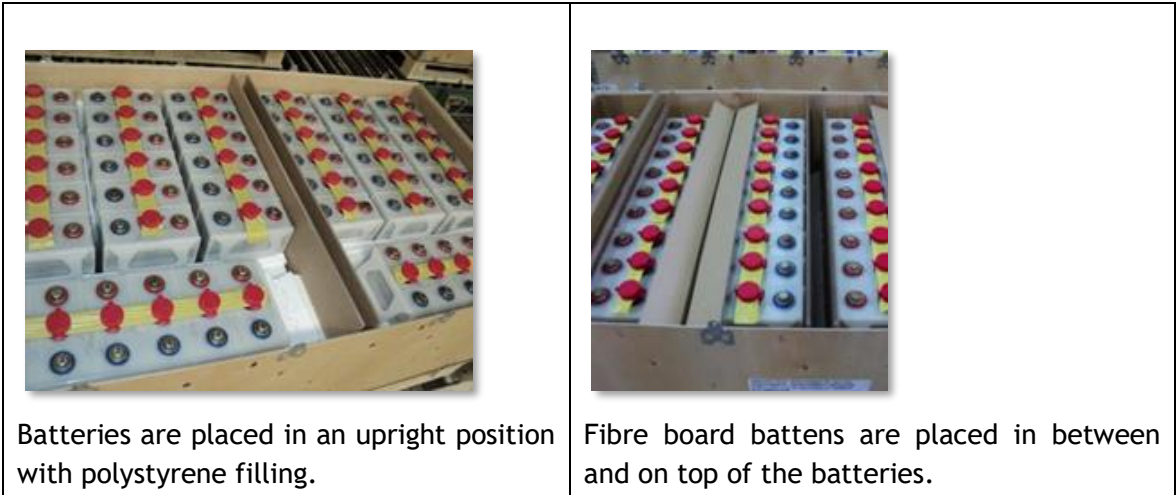 Batteries are placed in an upright position
with polystyrene filling.
Fibre board battens are placed in between
and on top of the batteries.